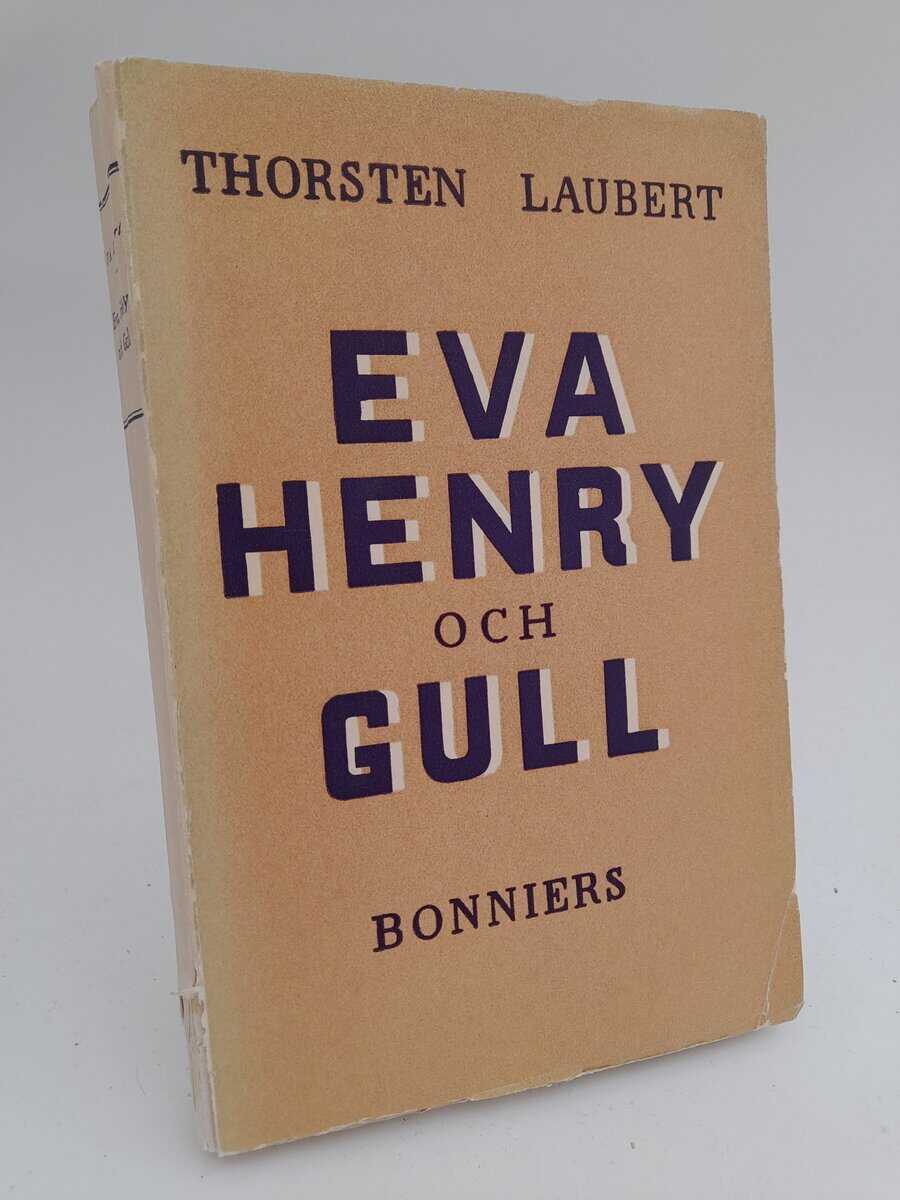 THORSTEN LAUBERT
EVA
HENRY
OCH
GULL
BONNIERS